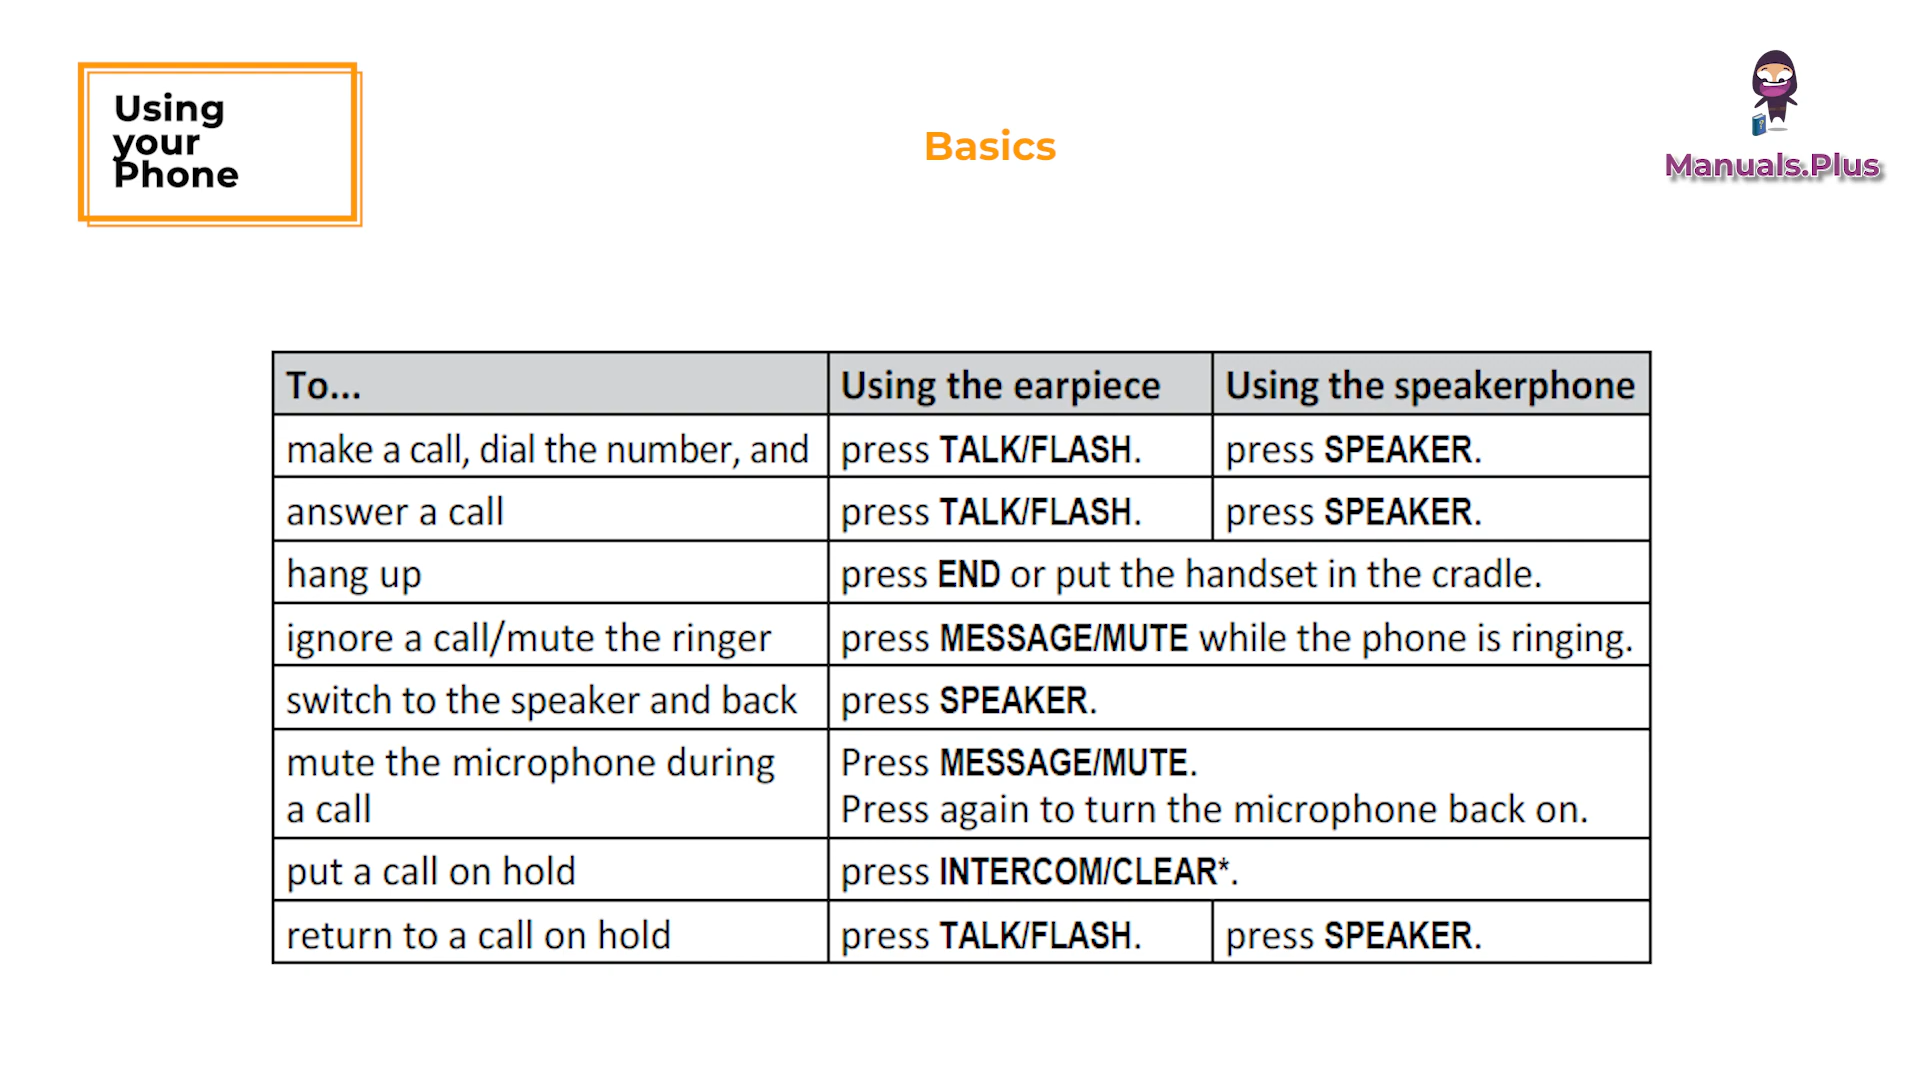 Using
your
Phone
Basics
Manuals.Plus
To... Using the earpiece Using the speakerphone
make a call, dial the number, and press TALK/FLASH. press SPEAKER.
answer a call press TALK/FLASH. press SPEAKER.
hang up press END or put the handset in the cradle.
ignore a call/mute the ringer press MESSAGE/MUTE while the phone is ringing.
switch to the speaker and back press SPEAKER.
mute the microphone during Press MESSAGE/MUTE.
a call Press again to turn the microphone back on.
put a call on hold press INTERCOM/CLEAR*.
return to a call on hold press TALK/FLASH. press SPEAKER.